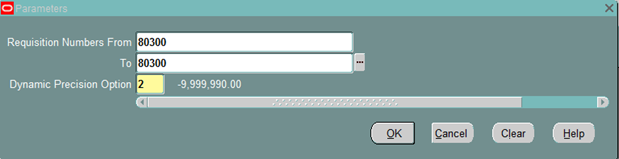 Parameters
Requisition Numbers From 80300
To 80300 ...
Dynamic Precision Option 2 -9,999,990.00
OK Cancel Clear Help